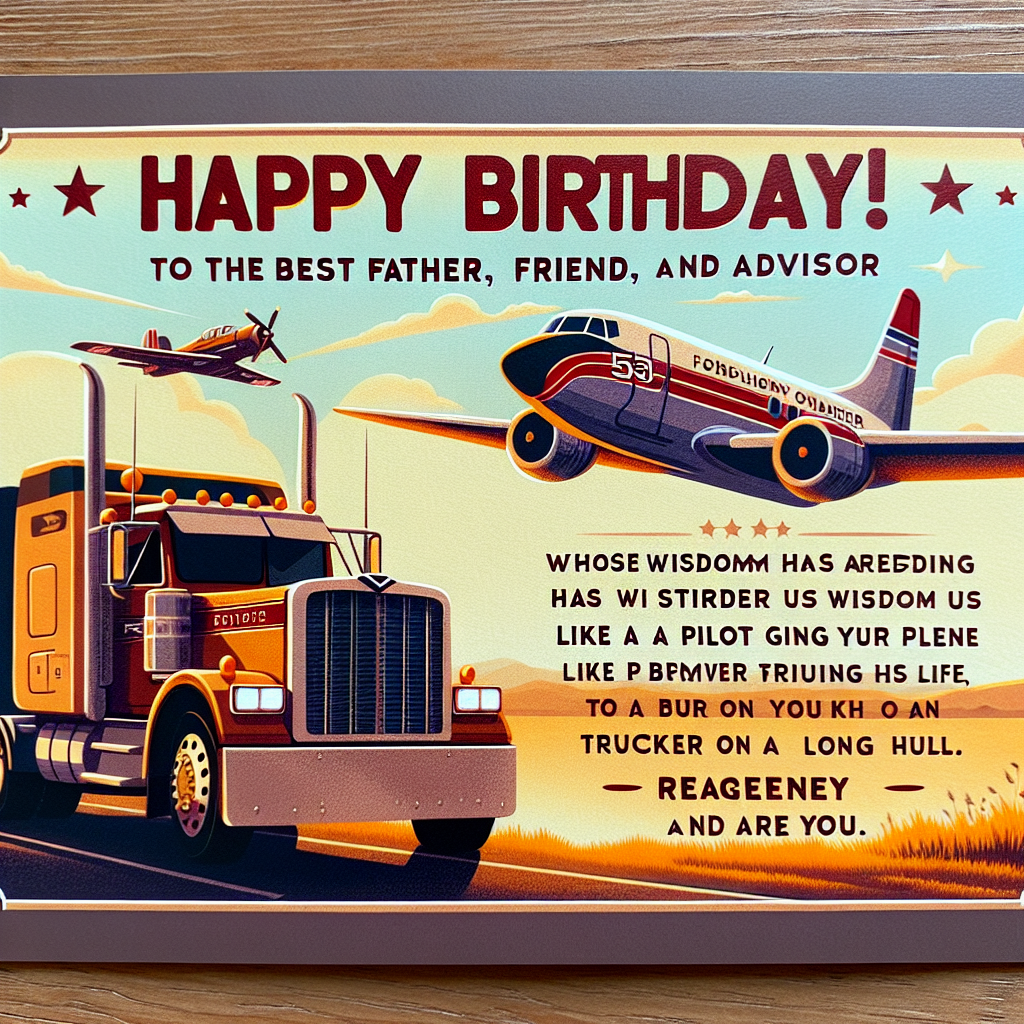 HAPPY BIRTHDAY!
TO THE BEST FATHER, FRIEND, AND ADVISOR
53
WHOSE WISDOMM HAS AREGDING
HAS WI STIRDER US WISDOM US
LIKE A A PILOT GING YUR PLENE
LIKE P BPMVER TRIUING HS LIFE,
TO A BUR ON YOU KH O AN
TRUCKER ON A LONG HULL.
REAGEENEY
AND ARE YOU.